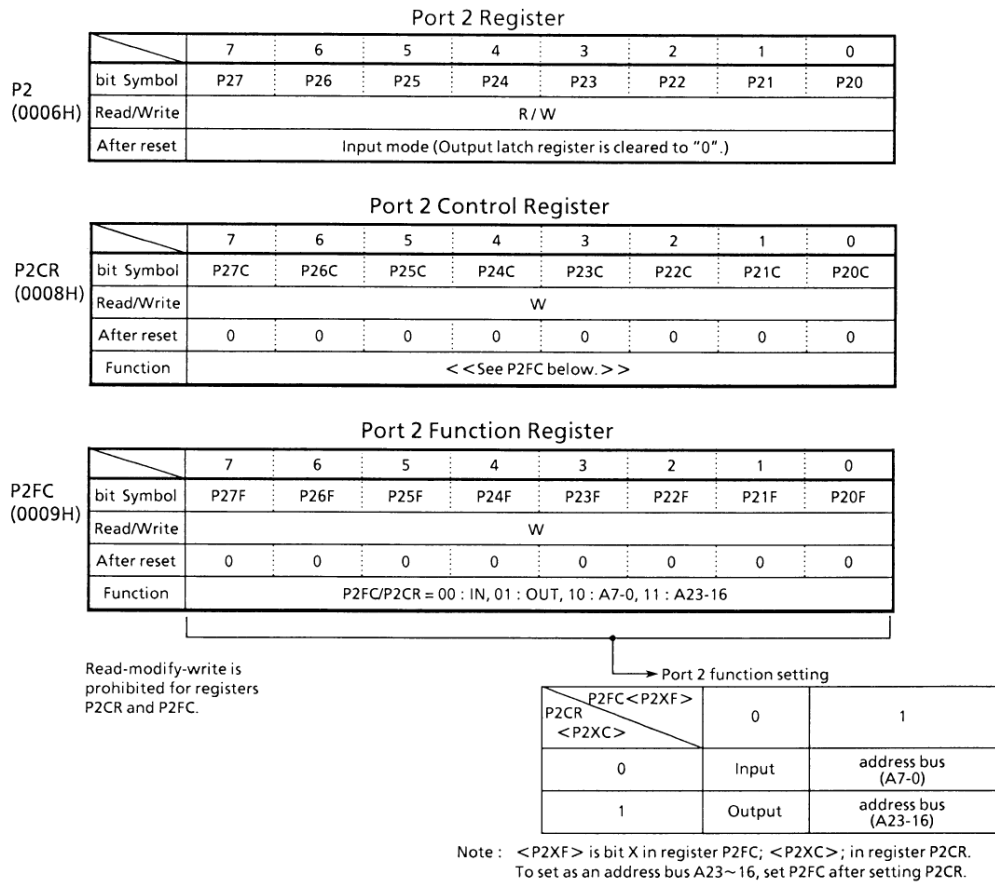 Port 2 Register
7 6 5 4 3 2 1 0
P2
(0006H)
bit Symbol P27 P26 P25 P24 P23 P22 P21 P20
Read/Write R / W
After reset Input mode (Output latch register is cleared to "0".)
Port 2 Control Register
7 6 5 4 3 2 1 0
P2CR
(0008H)
bit Symbol P27C P26C P25C P24C P23C P22C P21C P20C
Read/Write W
After reset 0 0 0 0 0 0 0 0
Function <<See P2FC below.>>
Port 2 Function Register
7 6 5 4 3 2 1 0
P2FC
(0009H)
bit Symbol P27F P26F P25F P24F P23F P22F P21F P20F
Read/Write W
After reset 0 0 0 0 0 0 0 0
Function P2FC/P2CR = 00 : IN, 01 : OUT, 10 : A7-0, 11 : A23-16
Read-modify-write is
prohibited for registers
P2CR and P2FC.
Port 2 function setting
P2FC<P2XF>
P2CR
<P2XC>
0 1
0 Input address bus
(A7-0)
1 Output address bus
(A23-16)
Note : <P2XF> is bit X in register P2FC; <P2XC>; in register P2CR.
To set as an address bus A23~16, set P2FC after setting P2CR.